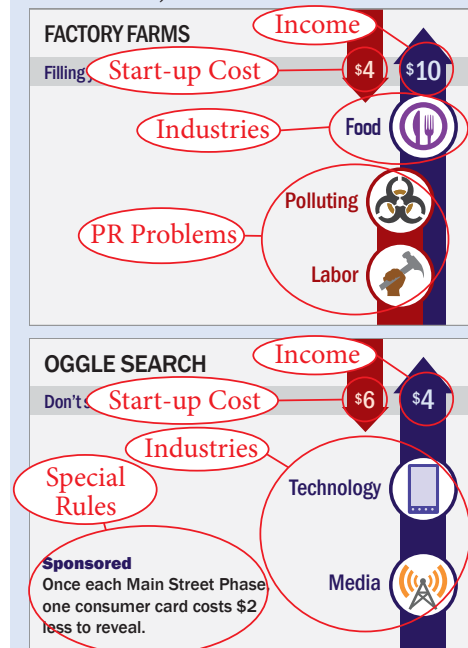 FACTORY FARMS
Income
Filling
Start-up Cost
$4
$10
Industries
Food
Polluting
PR Problems
Labor
OGGLE SEARCH
Income
Don't s
Start-up Cost
$6
$4
Industries
Special
Rules
Technology
Sponsored
Once each Main Street Phase,
one consumer card costs $2
less to reveal.
Media